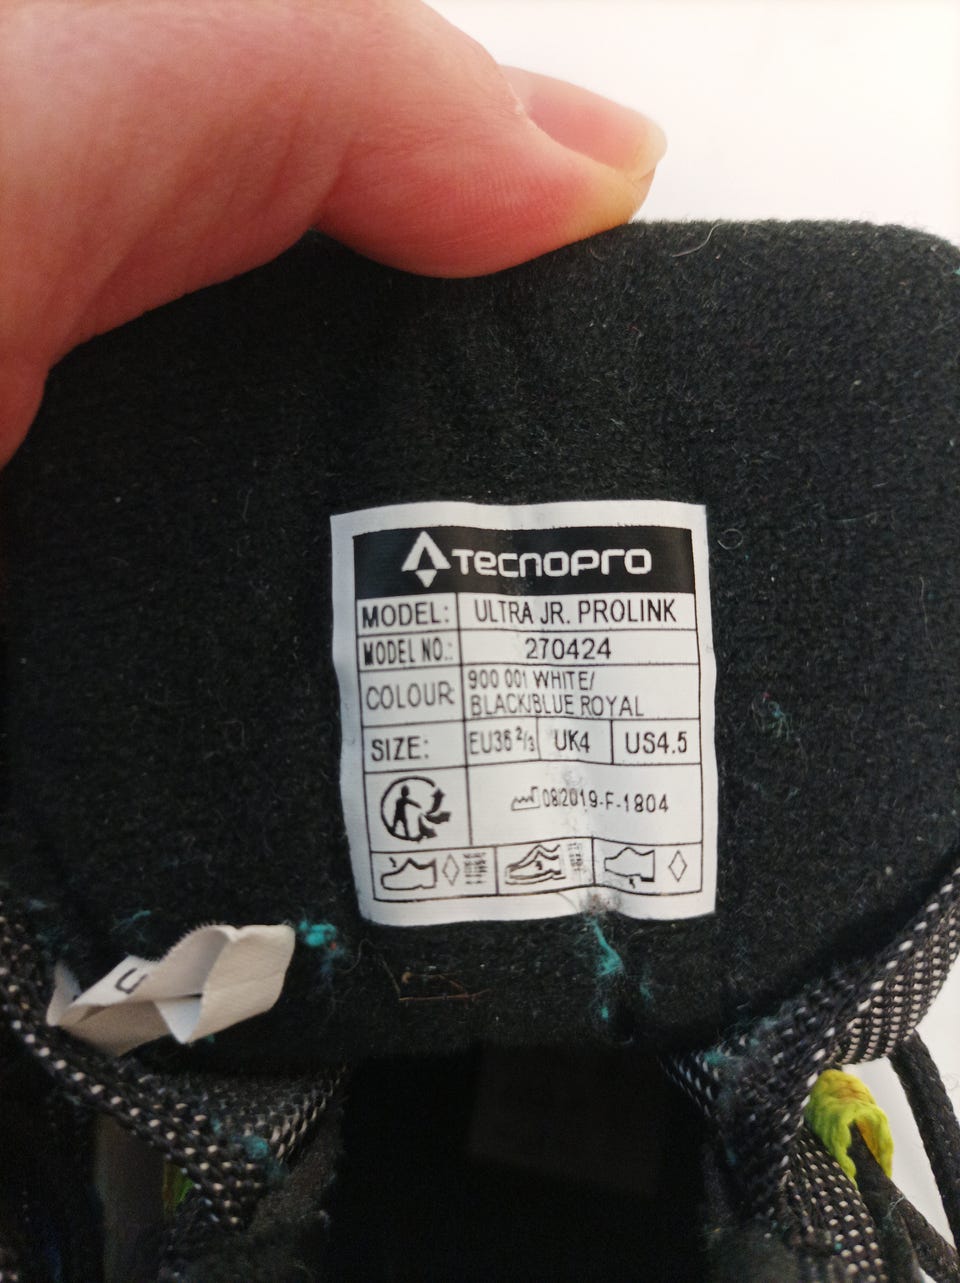 TECNOPRO
MODEL: ULTRA JR. PROLINK
MODEL NO.: 270424
COLOUR: 900 001 WHITE/
BLACK/BLUE ROYAL
SIZE: EU36 2/3 UK4 US4.5
08/2019-F-1804
U